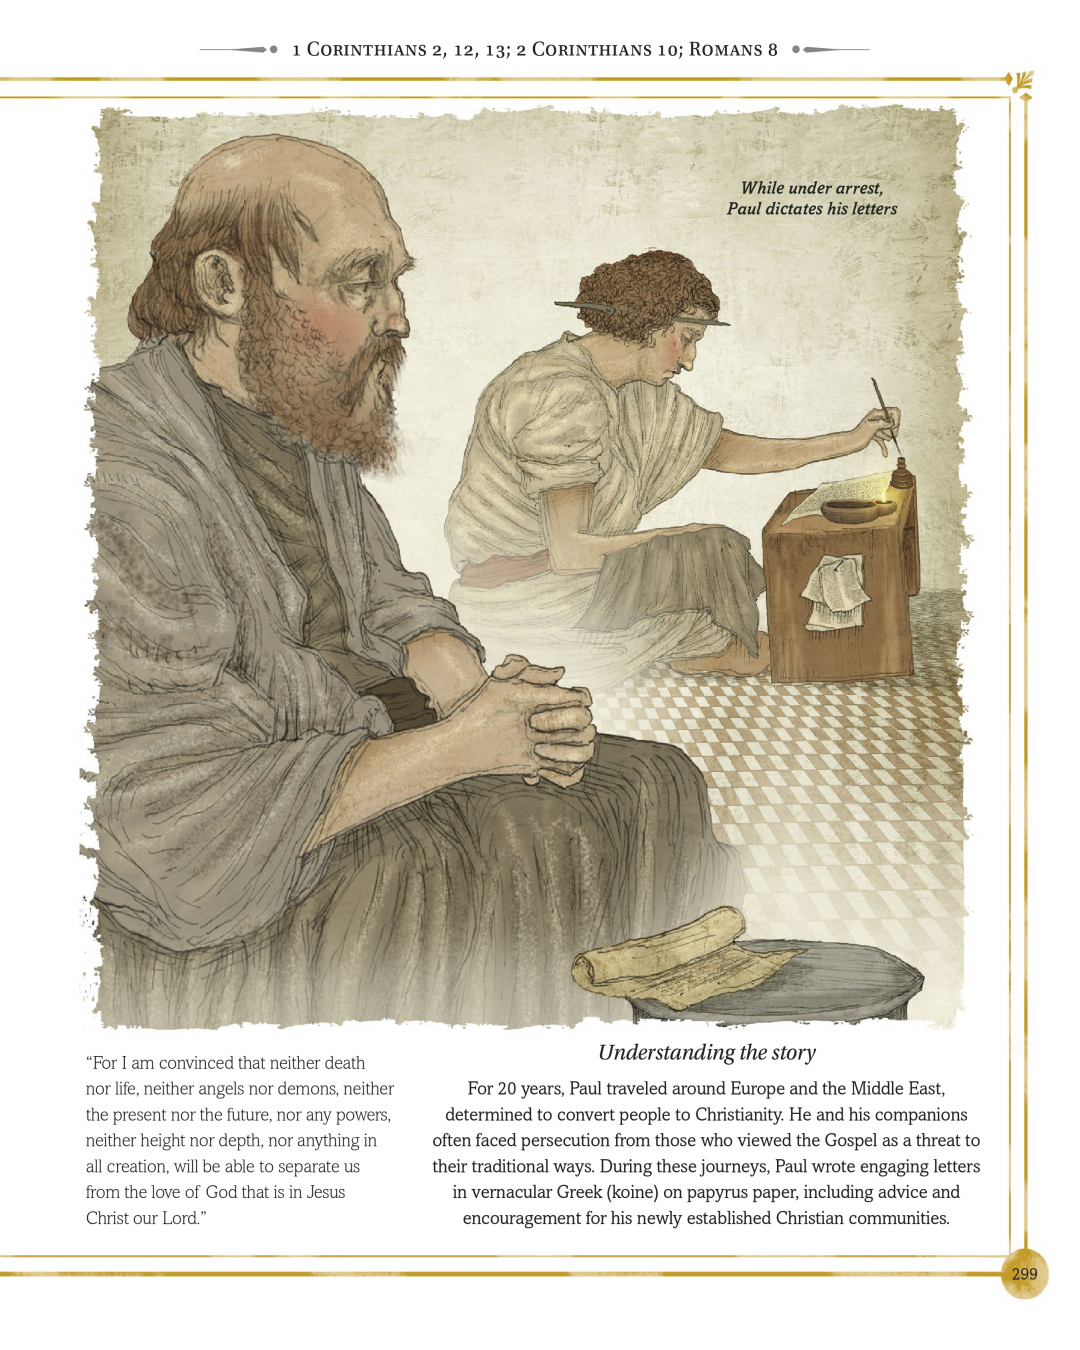 1 Corinthians 2, 12, 13; 2 Corinthians 10; Romans 8
While under arrest,
Paul dictates his letters
“For I am convinced that neither death
nor life, neither angels nor demons, neither
the present nor the future, nor any powers,
neither height nor depth, nor anything in
all creation, will be able to separate us
from the love of God that is in Jesus
Christ our Lord.”
Understanding the story
For 20 years, Paul traveled around Europe and the Middle East,
determined to convert people to Christianity. He and his companions
often faced persecution from those who viewed the Gospel as a threat to
their traditional ways. During these journeys, Paul wrote engaging letters
in vernacular Greek (koine) on papyrus paper, including advice and
encouragement for his newly established Christian communities.
299